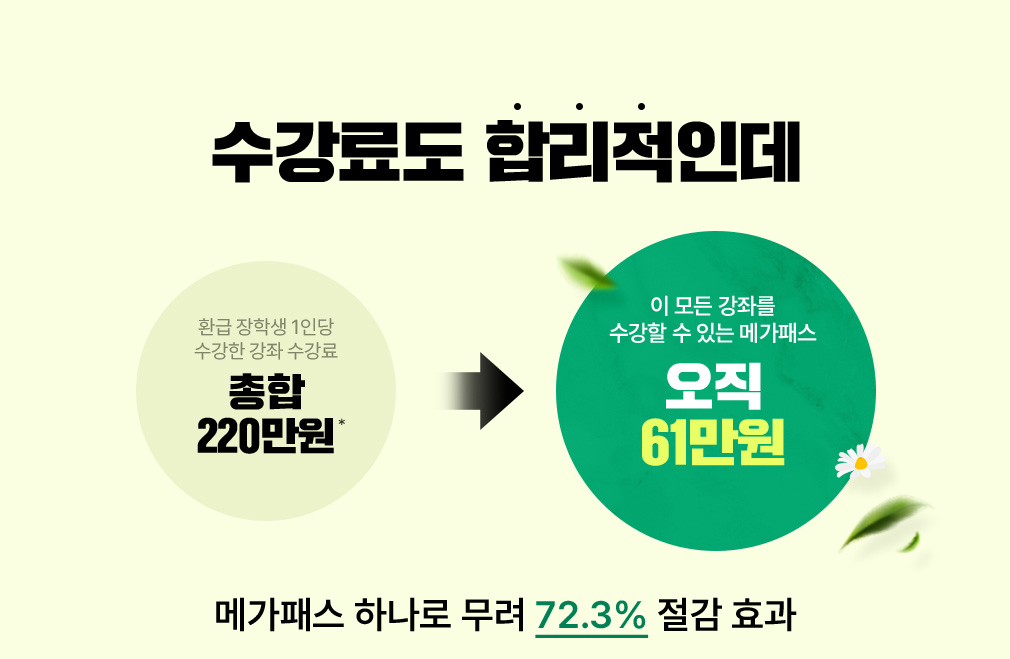 수강료도 합리적인데
환급 장학생 1인당
수강한 강좌 수강료
총합
220만원*
이 모든 강좌를
수강할 수 있는 메가패스
오직
61만원
메가패스 하나로 무려 72.3% 절감 효과